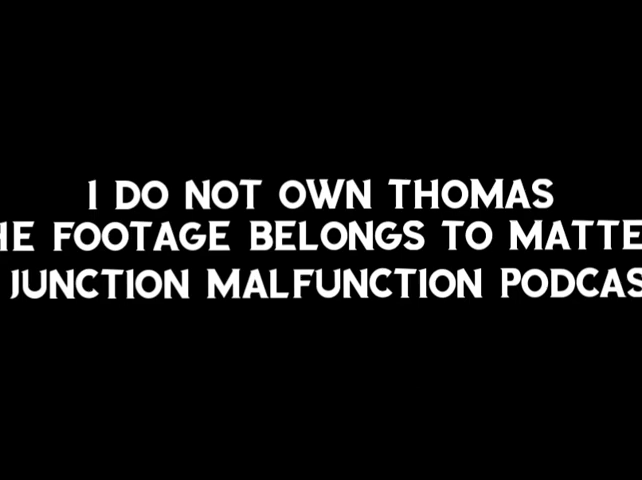 I DO NOT OWN THOMAS
HE FOOTAGE BELONGS TO MATTE
JUNCTION MALFUNCTION PODCAS